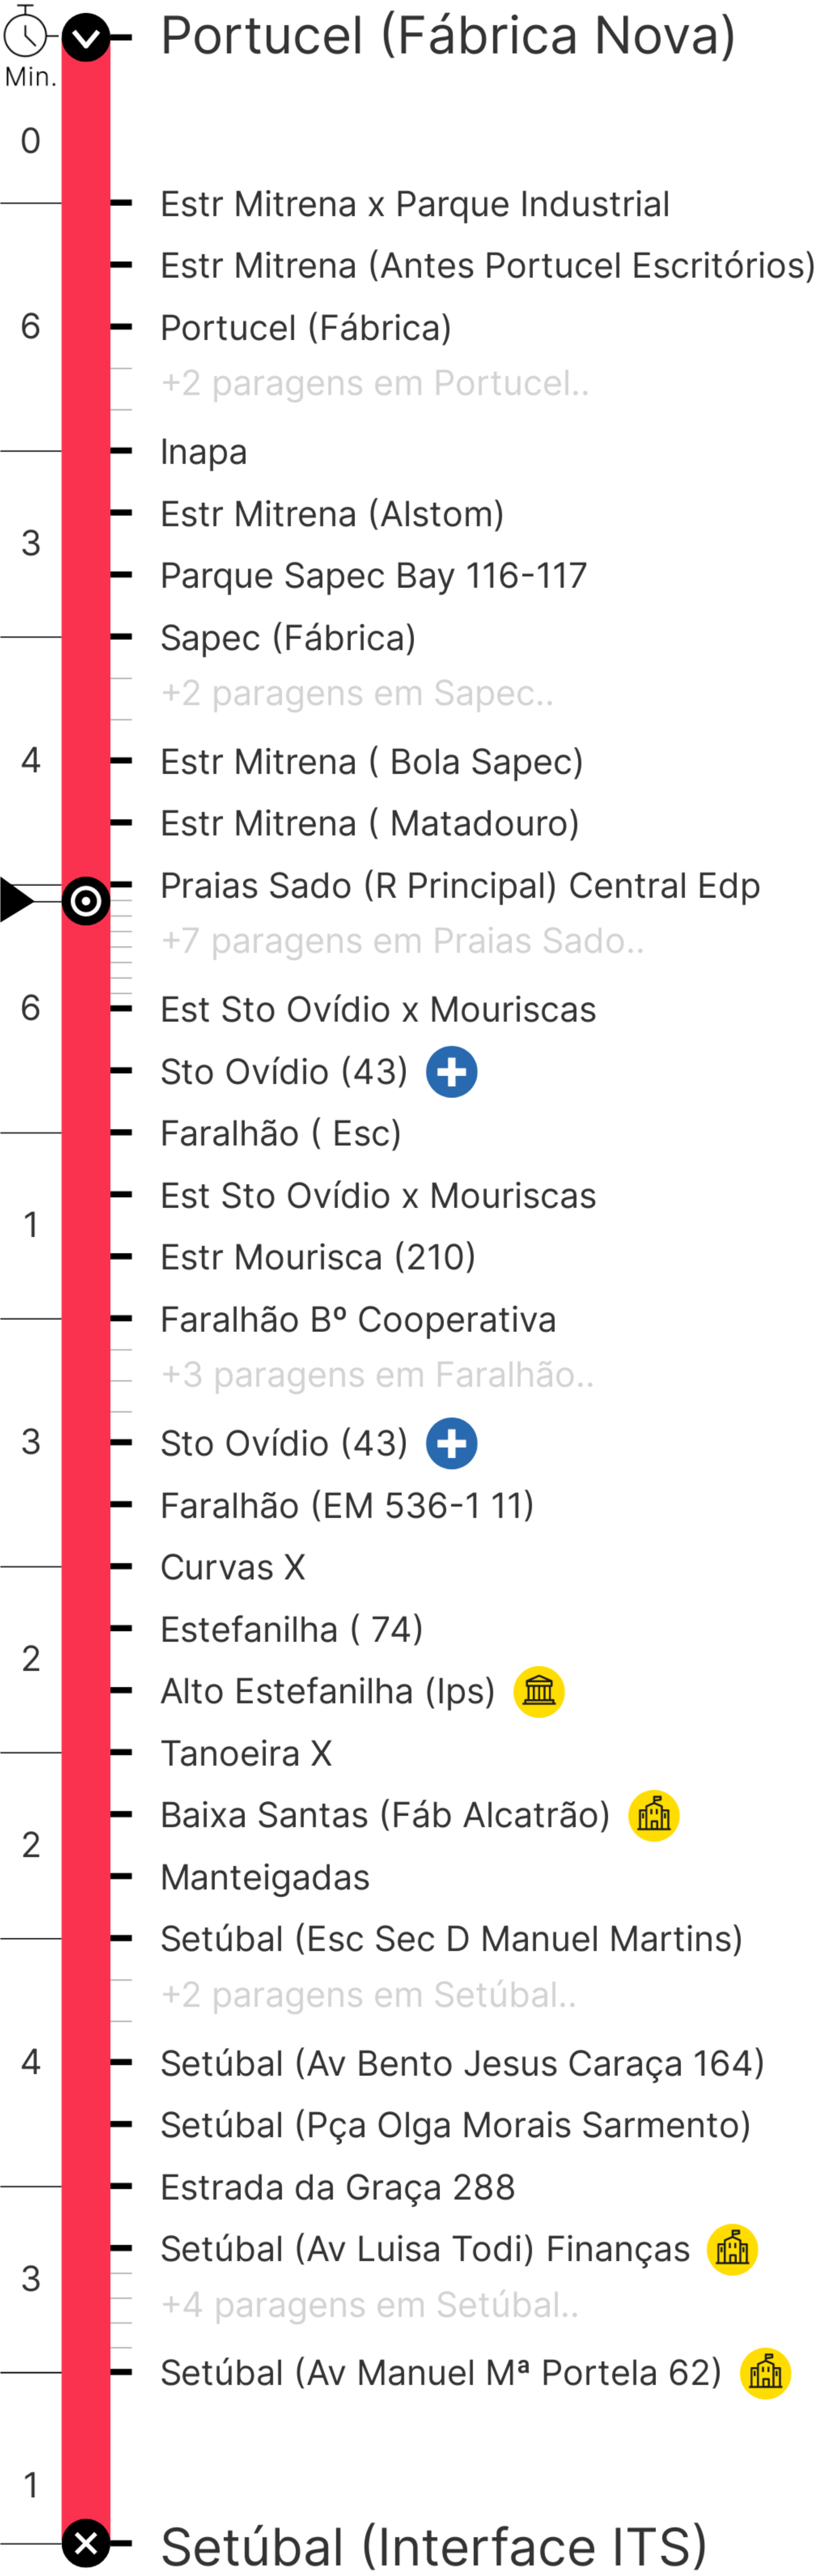 Portucel (Fábrica Nova)
Min.
0
Estr Mitrena x Parque Industrial
Estr Mitrena (Antes Portucel Escritórios)
6
Portucel (Fábrica)
+2 paragens em Portucel..
Inapa
Estr Mitrena (Alstom)
3
Parque Sapec Bay 116-117
Sapec (Fábrica)
+2 paragens em Sapec..
4
Estr Mitrena ( Bola Sapec)
Estr Mitrena ( Matadouro)
Praias Sado (R Principal) Central Edp
+7 paragens em Praias Sado..
6
Est Sto Ovídio x Mouriscas
Sto Ovídio (43)
Faralhão ( Esc)
Est Sto Ovídio x Mouriscas
1
Estr Mourisca (210)
Faralhão Bº Cooperativa
+3 paragens em Faralhão..
3
Sto Ovídio (43)
Faralhão (EM 536-1 11)
Curvas X
Estefanilha ( 74)
2
Alto Estefanilha (Ips)
Tanoeira X
Baixa Santas (Fáb Alcatrão)
2
Manteigadas
Setúbal (Esc Sec D Manuel Martins)
+2 paragens em Setúbal..
4
Setúbal (Av Bento Jesus Caraça 164)
Setúbal (Pça Olga Morais Sarmento)
Estrada da Graça 288
Setúbal (Av Luisa Todi) Finanças
3
+4 paragens em Setúbal..
Setúbal (Av Manuel Mª Portela 62)
1
Setúbal (Interface ITS)